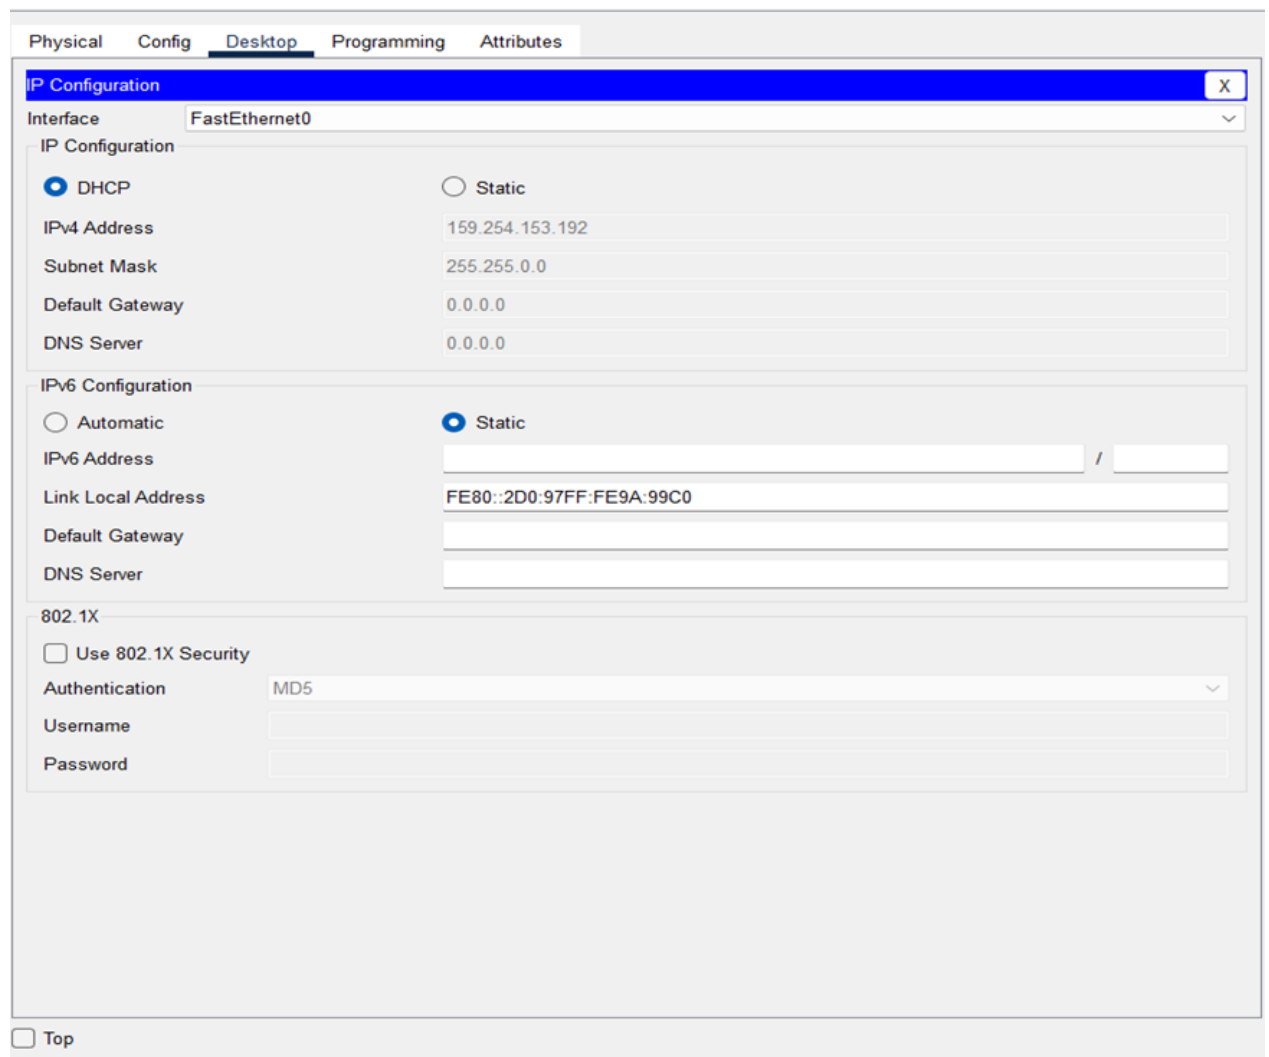 Physical Config Desktop Programming Attributes
IP Configuration X
Interface FastEthernet0
IP Configuration
DHCP Static
IPv4 Address 159.254.153.192
Subnet Mask 255.255.0.0
Default Gateway 0.0.0.0
DNS Server 0.0.0.0
IPv6 Configuration
Automatic Static
IPv6 Address /
Link Local Address FE80::2D0:97FF:FE9A:99C0
Default Gateway
DNS Server
802.1X
Use 802.1X Security
Authentication MD5
Username
Password
Top